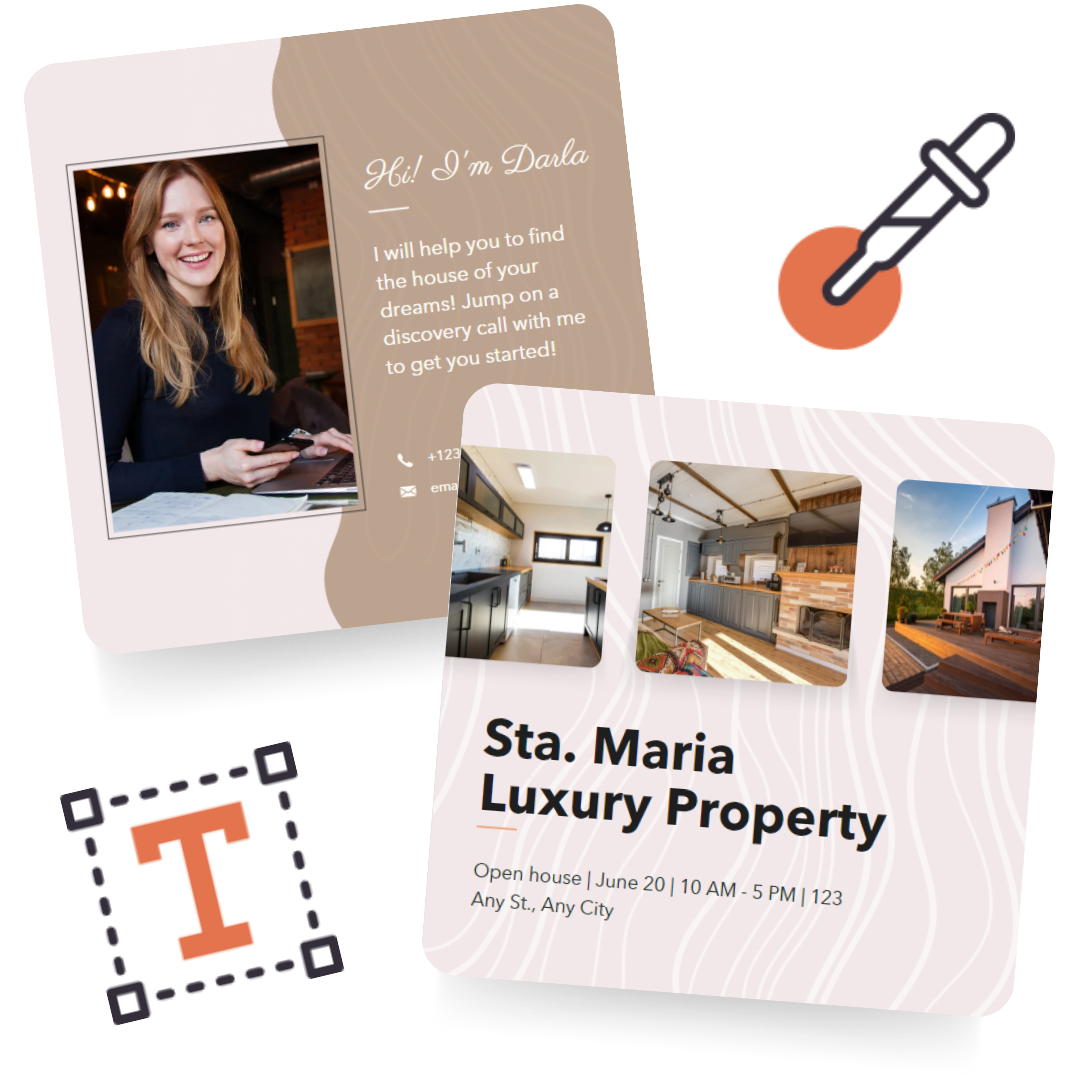 Hi! I'm Darla
I will help you to find
the house of your
dreams! Jump on a
discovery call with me
to get you started!
+123
ema
Sta. Maria
Luxury Property
Open house | June 20 | 10 AM - 5 PM | 123
Any St., Any City
T